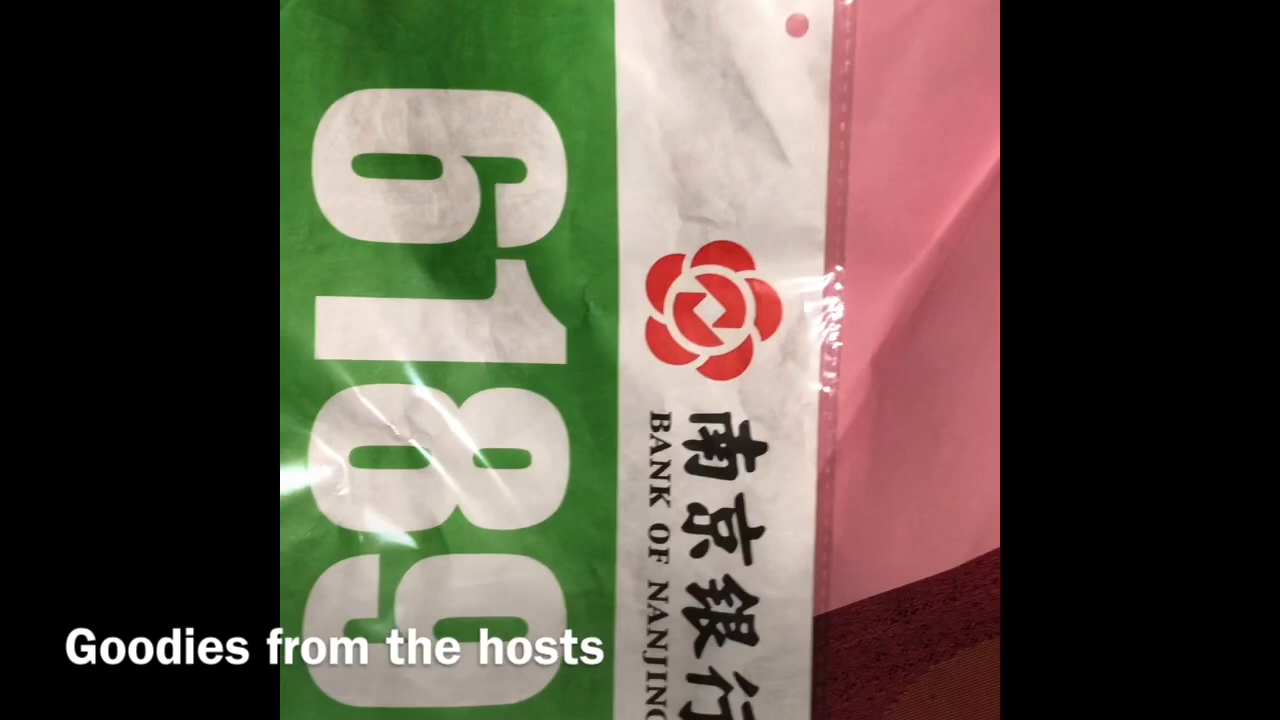 南京银行
BANK OF NANJING
6189
Goodies from the hosts